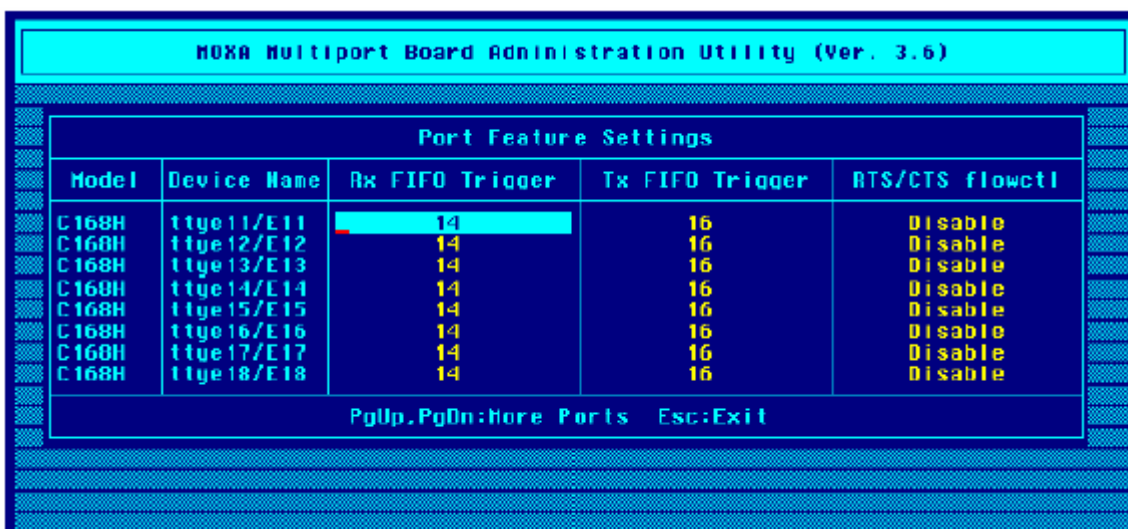 MOXA Multiport Board Administration Utility (Ver. 3.6)
Port Feature Settings
Model Device Name Rx FIFO Trigger Tx FIFO Trigger RTS/CTS flowctl
C168H ttye11/E11 14 16 Disable
C168H ttye12/E12 14 16 Disable
C168H ttye13/E13 14 16 Disable
C168H ttye14/E14 14 16 Disable
C168H ttye15/E15 14 16 Disable
C168H ttye16/E16 14 16 Disable
C168H ttye17/E17 14 16 Disable
C168H ttye18/E18 14 16 Disable
PgUp,PgDn:More Ports Esc:Exit